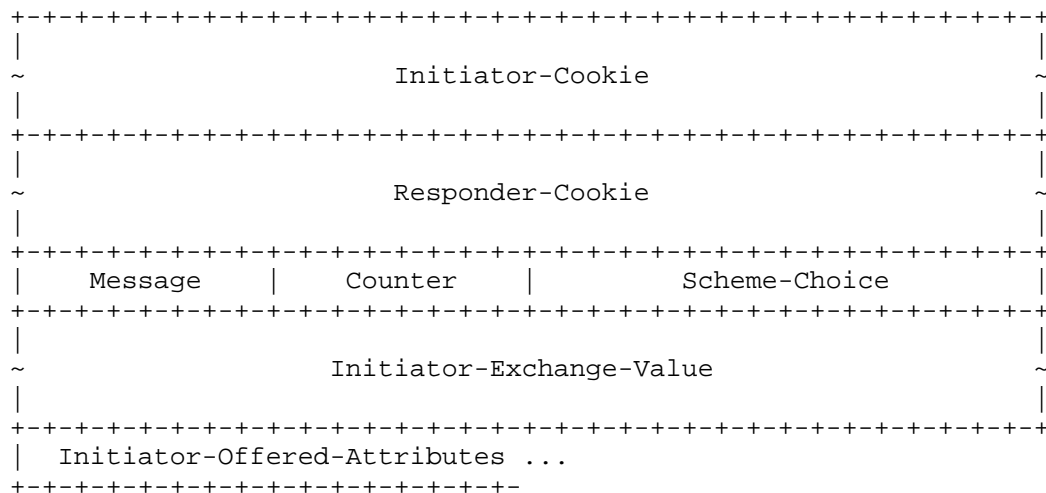 +-+-+-+-+-+-+-+-+-+-+-+-+-+-+-+-+-+-+-+-+-+-+-+-+-+-+-+-+-+-+-+-+
|                                                               |
~                       Initiator-Cookie                        ~
|                                                               |
+-+-+-+-+-+-+-+-+-+-+-+-+-+-+-+-+-+-+-+-+-+-+-+-+-+-+-+-+-+-+-+-+
|                                                               |
~                       Responder-Cookie                        ~
|                                                               |
+-+-+-+-+-+-+-+-+-+-+-+-+-+-+-+-+-+-+-+-+-+-+-+-+-+-+-+-+-+-+-+-+
|    Message    |    Counter    |         Scheme-Choice         |
+-+-+-+-+-+-+-+-+-+-+-+-+-+-+-+-+-+-+-+-+-+-+-+-+-+-+-+-+-+-+-+-+
|                                                               |
~                   Initiator-Exchange-Value                    ~
|                                                               |
+-+-+-+-+-+-+-+-+-+-+-+-+-+-+-+-+-+-+-+-+-+-+-+-+-+-+-+-+-+-+-+-+
|  Initiator-Offered-Attributes ...
+-+-+-+-+-+-+-+-+-+-+-+-+-+-+-+-